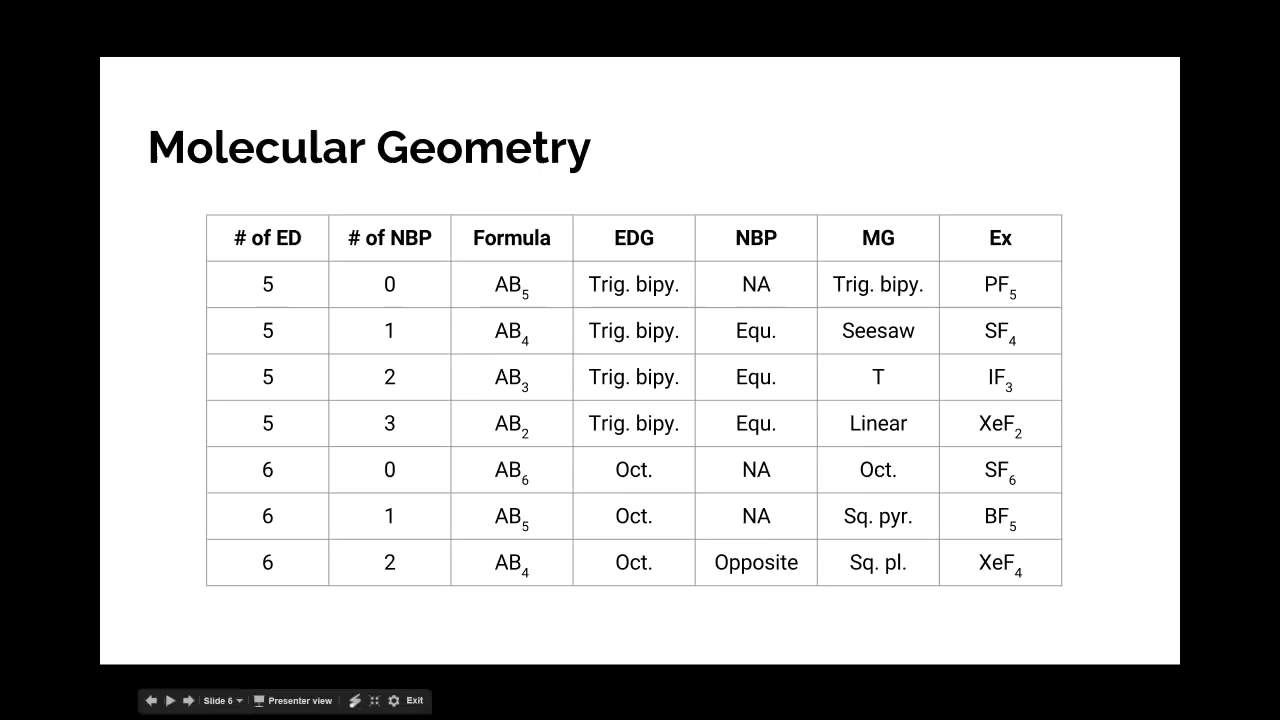 Molecular Geometry
# of ED # of NBP Formula EDG NBP MG Ex
5 0 AB₅ Trig. bipy. NA Trig. bipy. PF₅
5 1 AB₄ Trig. bipy. Equ. Seesaw SF₄
5 2 AB₃ Trig. bipy. Equ. T IF₃
5 3 AB₂ Trig. bipy. Equ. Linear XeF₂
6 0 AB₆ Oct. NA Oct. SF₆
6 1 AB₅ Oct. NA Sq. pyr. BF₅
6 2 AB₄ Oct. Opposite Sq. pl. XeF₄
Slide 6 Presenter view Exit